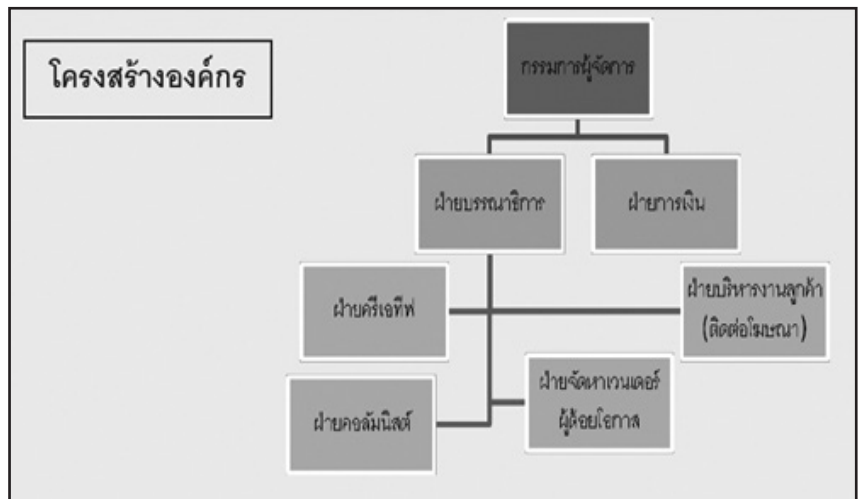 โครงสร้างองค์กร
กรรมการผู้จัดการ
ฝ่ายบรรณาธิการ
ฝ่ายการเงิน
ฝ่ายครีเอทีฟ
ฝ่ายบริหารงานลูกค้า
(ติดต่อโฆษณา)
ฝ่ายคอลัมนิสต์
ฝ่ายจัดหาเวนเดอร์
ผู้ด้อยโอกาส